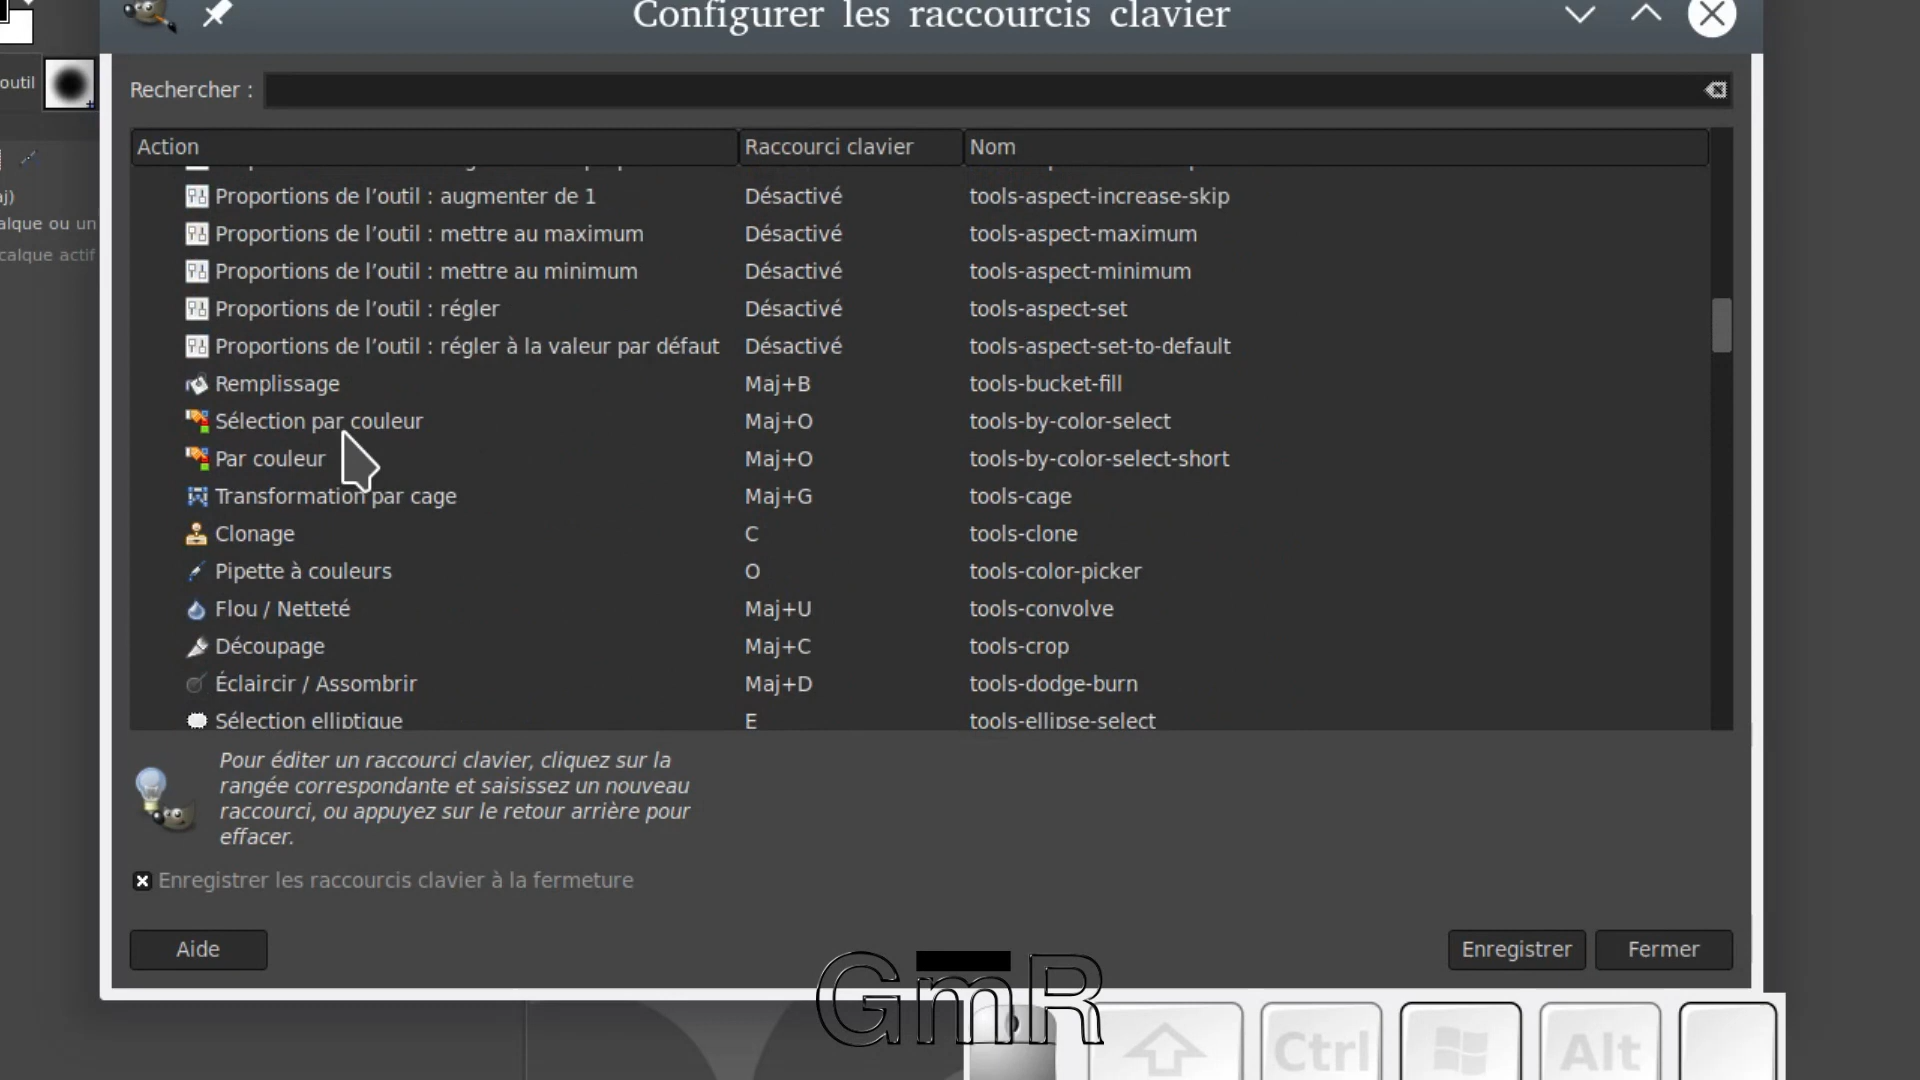 Configurer les raccourcis clavier
outil
Rechercher :
Action Raccourci clavier Nom
Proportions de l’outil : augmenter de 1 Désactivé tools-aspect-increase-skip
aj)
Proportions de l’outil : mettre au maximum Désactivé tools-aspect-maximum
alque ou un
calque actif
Proportions de l’outil : mettre au minimum Désactivé tools-aspect-minimum
Proportions de l’outil : régler Désactivé tools-aspect-set
Proportions de l’outil : régler à la valeur par défaut Désactivé tools-aspect-set-to-default
Remplissage Maj+B tools-bucket-fill
Sélection par couleur Maj+O tools-by-color-select
Par couleur Maj+O tools-by-color-select-short
Transformation par cage Maj+G tools-cage
Clonage C tools-clone
Pipette à couleurs O tools-color-picker
Flou / Netteté Maj+U tools-convolve
Découpage Maj+C tools-crop
Éclaircir / Assombrir Maj+D tools-dodge-burn
Sélection elliptique E tools-ellipse-select
Pour éditer un raccourci clavier, cliquez sur la
rangée correspondante et saisissez un nouveau
raccourci, ou appuyez sur le retour arrière pour
effacer.
Enregistrer les raccourcis clavier à la fermeture
Aide Enregistrer Fermer
GmR
Ctrl Alt